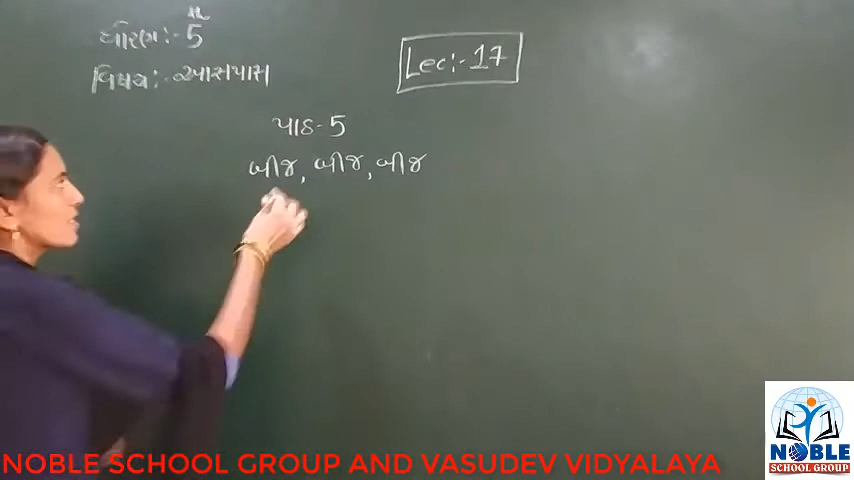 ધોરણ:- 5
વિષય:- આસપાસ
Lec:- 17
પાઠ-5
બીજ, બીજ, બીજ
NOBLE SCHOOL GROUP AND VASUDEV VIDYALAYA
NOBLE
SCHOOL GROUP